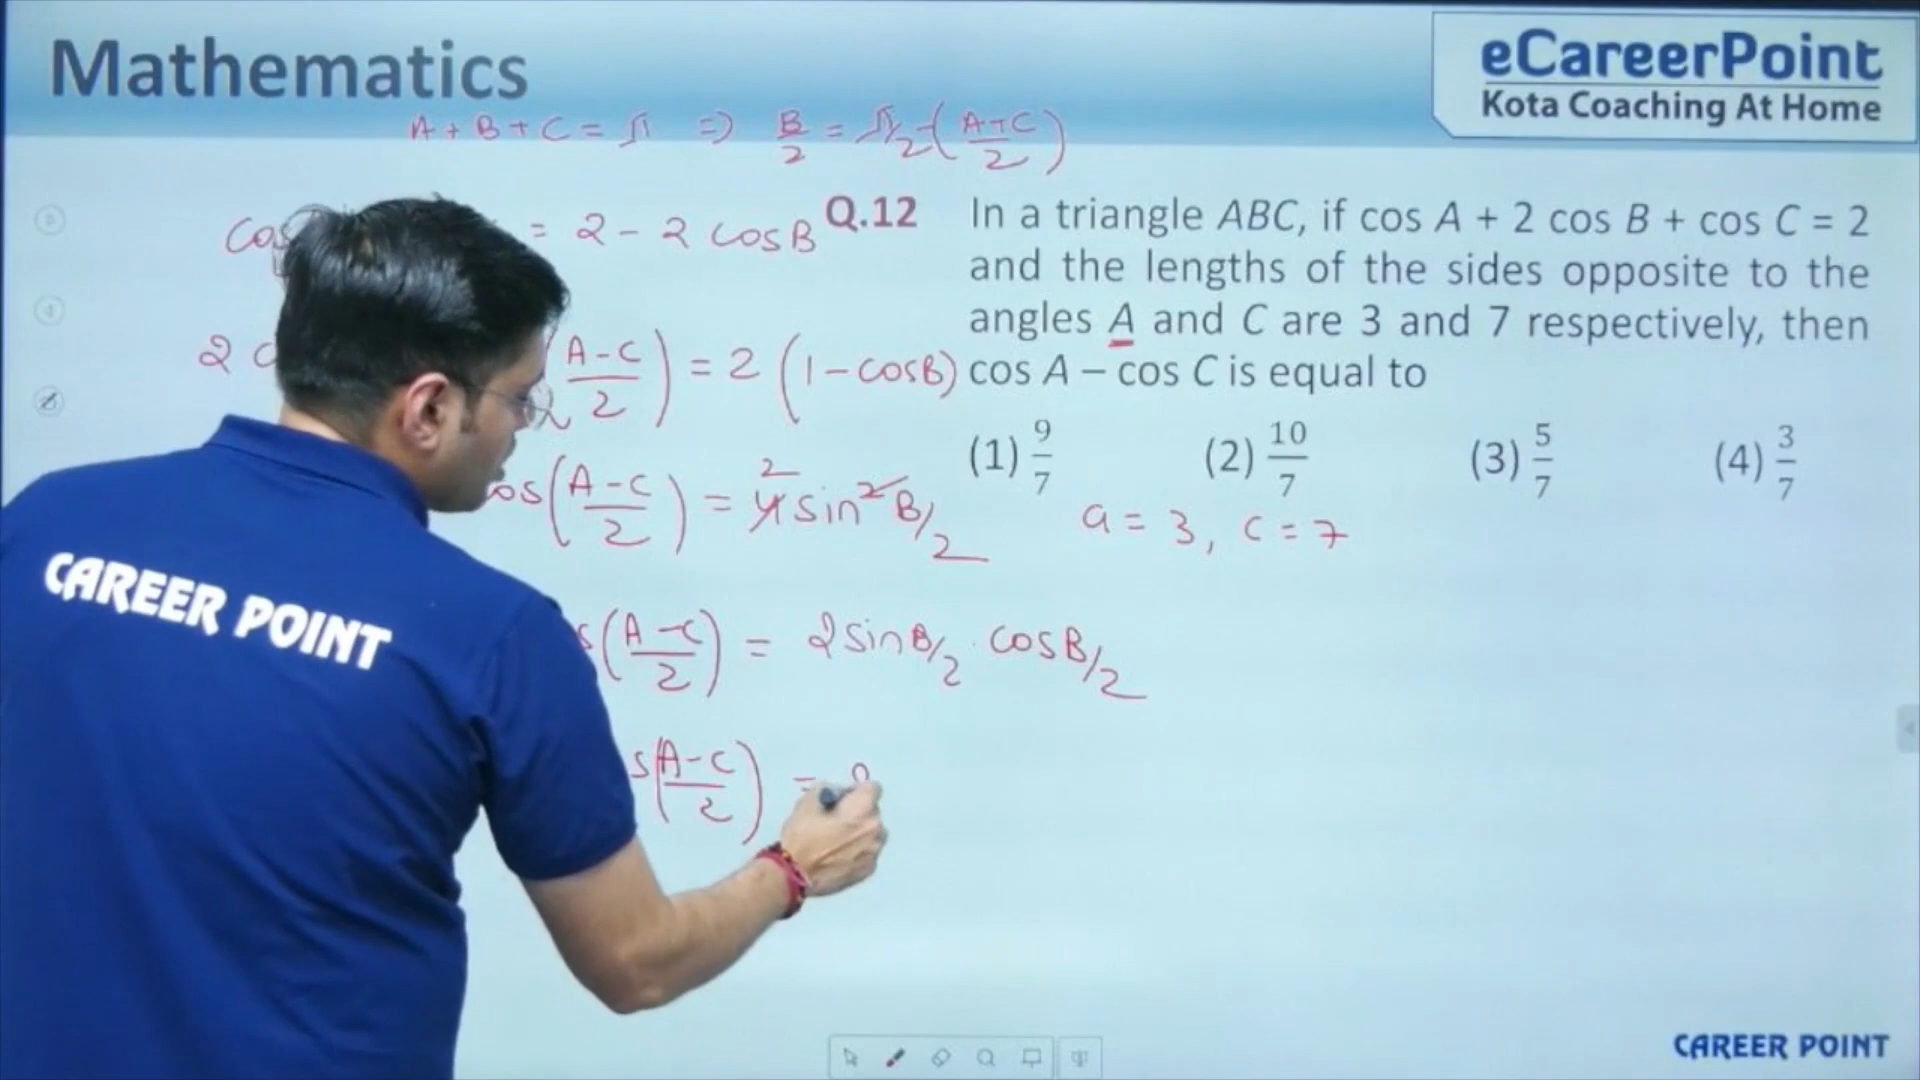 Mathematics
eCareerPoint
Kota Coaching At Home
A + B + C = π ⇒ B/2 = π/2 - (A+C/2)
cos = 2 - 2 cosB
Q.12 In a triangle ABC, if cos A + 2 cos B + cos C = 2
and the lengths of the sides opposite to the
angles A and C are 3 and 7 respectively, then
cos A – cos C is equal to
(1) 9/7 (2) 10/7 (3) 5/7 (4) 3/7
2 c (A-C/2) = 2 (1 - cosB)
os(A-C/2) = 4 2 sin² B/2
a = 3, c = 7
s(A-C/2) = 2 sin B/2 · cos B/2
s(A-C/2) =
CAREER POINT
CAREER POINT